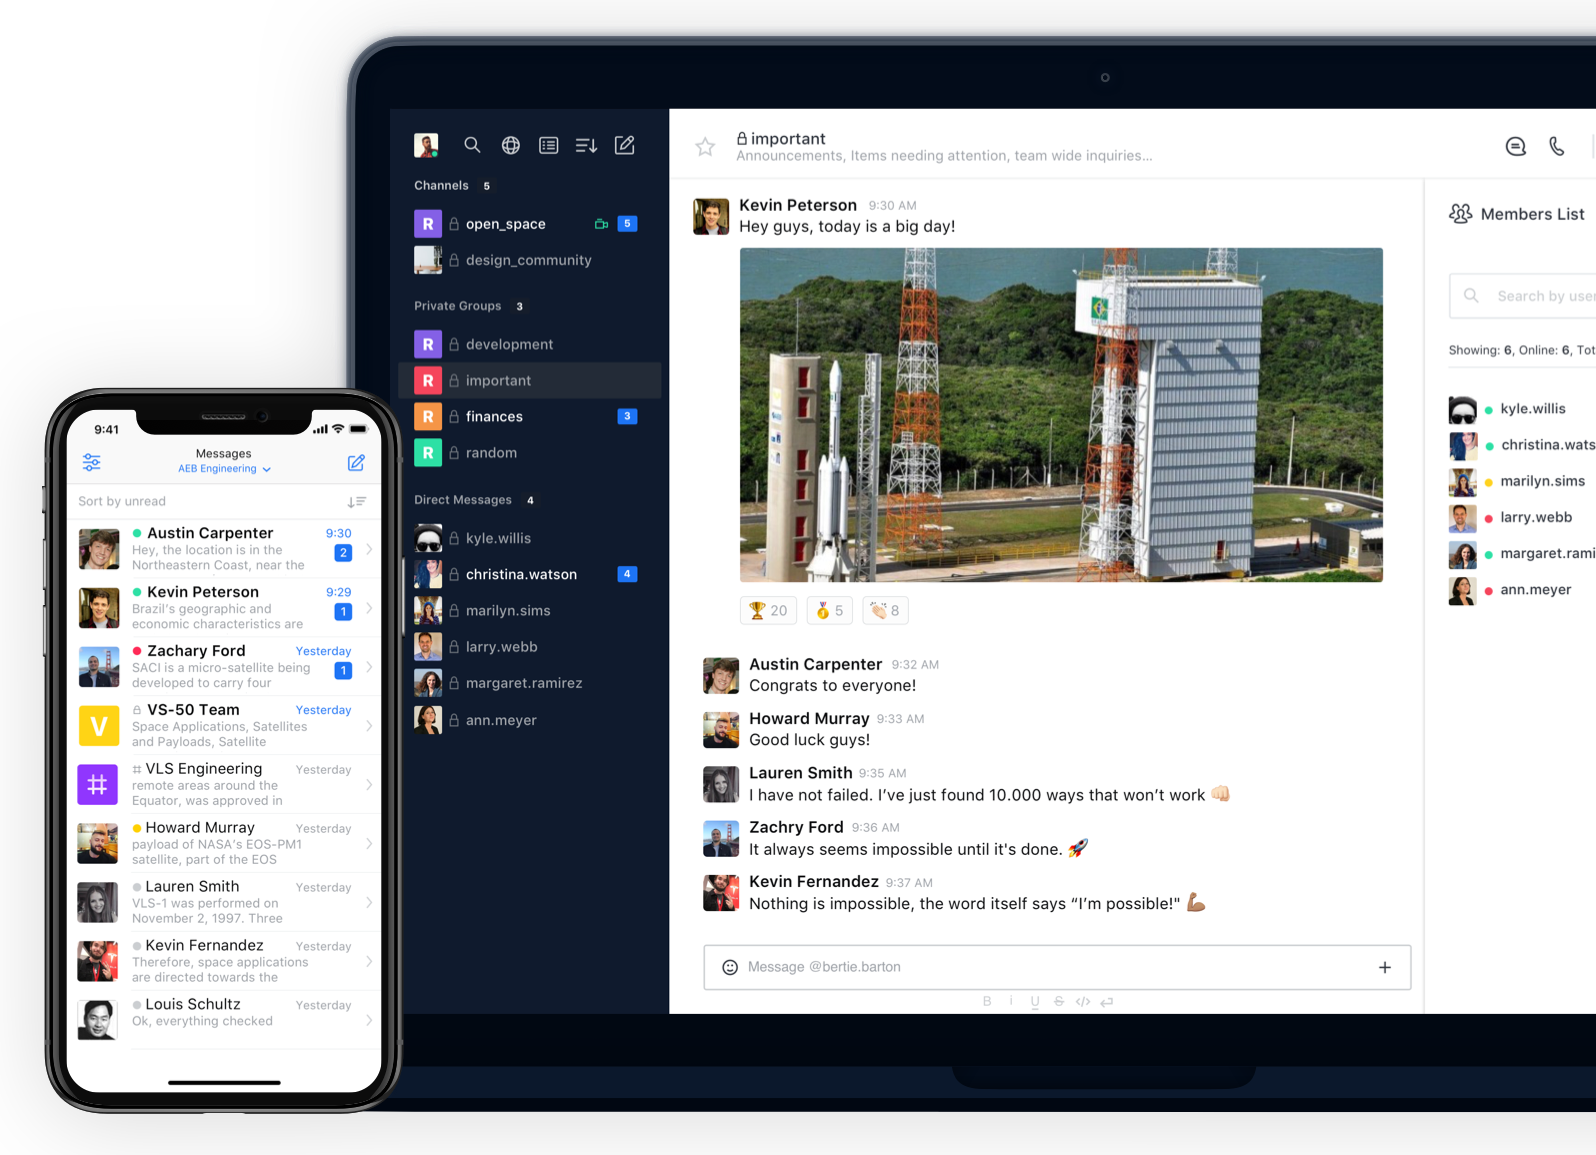 9:41
Messages
AEB Engineering
Sort by unread
Austin Carpenter 9:30
Hey, the location is in the 2
Northeastern Coast, near the
Kevin Peterson 9:29
Brazil's geographic and 1
economic characteristics are
Zachary Ford Yesterday
SACI is a micro-satellite being 1
developed to carry four
V VS-50 Team Yesterday
Space Applications, Satellites
and Payloads, Satellite
# # VLS Engineering Yesterday
remote areas around the
Equator, was approved in
Howard Murray Yesterday
payload of NASA's EOS-PM1
satellite, part of the EOS
Lauren Smith Yesterday
VLS-1 was performed on
November 2, 1997. Three
Kevin Fernandez Yesterday
Therefore, space applications
are directed towards the
Louis Schultz Yesterday
Ok, everything checked
Channels 5
R open_space 5
design_community
Private Groups 3
R development
R important
R finances 3
R random
Direct Messages 4
kyle.willis
christina.watson 4
marilyn.sims
larry.webb
margaret.ramirez
ann.meyer
important
Announcements, Items needing attention, team wide inquiries...
Kevin Peterson 9:30 AM
Hey guys, today is a big day!
20 5 8
Austin Carpenter 9:32 AM
Congrats to everyone!
Howard Murray 9:33 AM
Good luck guys!
Lauren Smith 9:35 AM
I have not failed. I've just found 10.000 ways that won't work
Zachry Ford 9:36 AM
It always seems impossible until it's done.
Kevin Fernandez 9:37 AM
Nothing is impossible, the word itself says “I'm possible!"
Message @bertie.barton
B i U S </>
Members List
Search by user
Showing: 6, Online: 6, Tot
kyle.willis
christina.wats
marilyn.sims
larry.webb
margaret.rami
ann.meyer